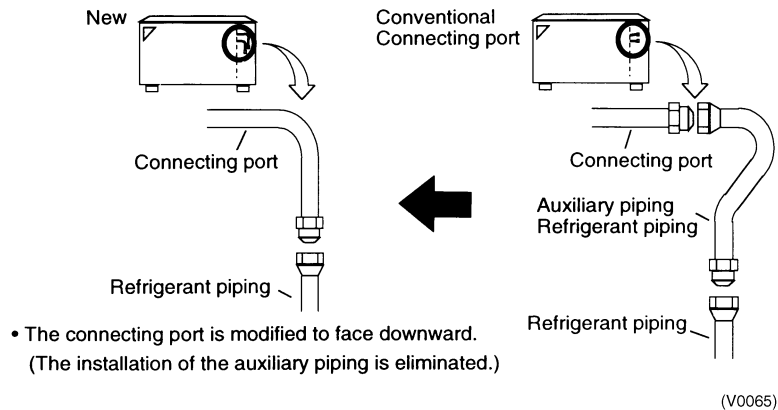 New
Connecting port
Refrigerant piping
• The connecting port is modified to face downward.
(The installation of the auxiliary piping is eliminated.)
Conventional
Connecting port
Connecting port
Auxiliary piping
Refrigerant piping
Refrigerant piping
(V0065)